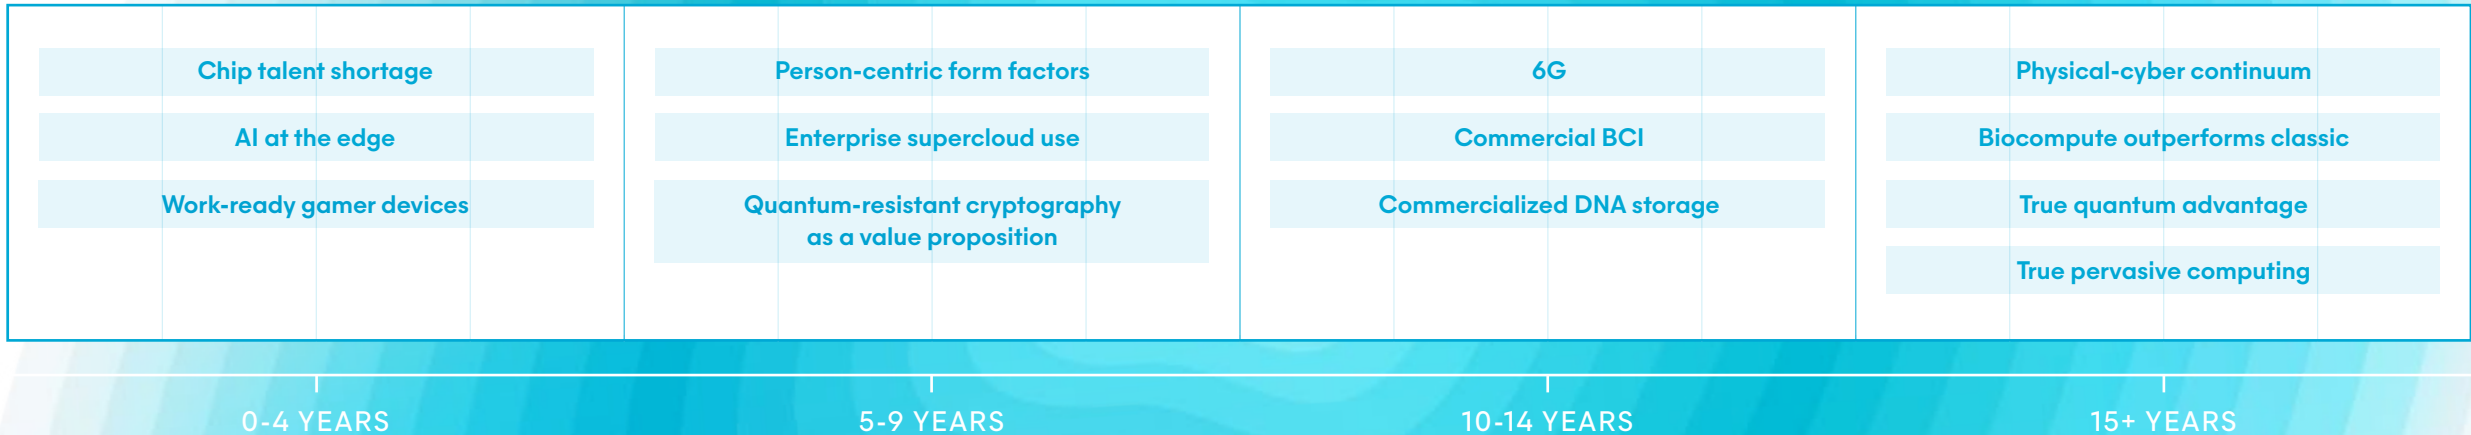 Chip talent shortage
AI at the edge
Work-ready gamer devices
Person-centric form factors
Enterprise supercloud use
Quantum-resistant cryptography
as a value proposition
6G
Commercial BCI
Commercialized DNA storage
Physical-cyber continuum
Biocompute outperforms classic
True quantum advantage
True pervasive computing
0-4 YEARS
5-9 YEARS
10-14 YEARS
15+ YEARS